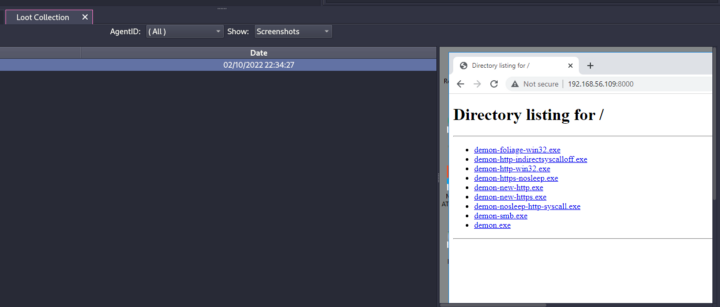 Loot Collection
AgentID: ( All ) Show: Screenshots
Date
02/10/2022 22:34:27
Directory listing for /
Not secure | 192.168.56.109:8000
Directory listing for /
demon-foliage-win32.exe
demon-http-indirectsyscalloff.exe
demon-http-win32.exe
demon-https-nosleep.exe
demon-new-http.exe
demon-new-https.exe
demon-nosleep-http-syscall.exe
demon-smb.exe
demon.exe